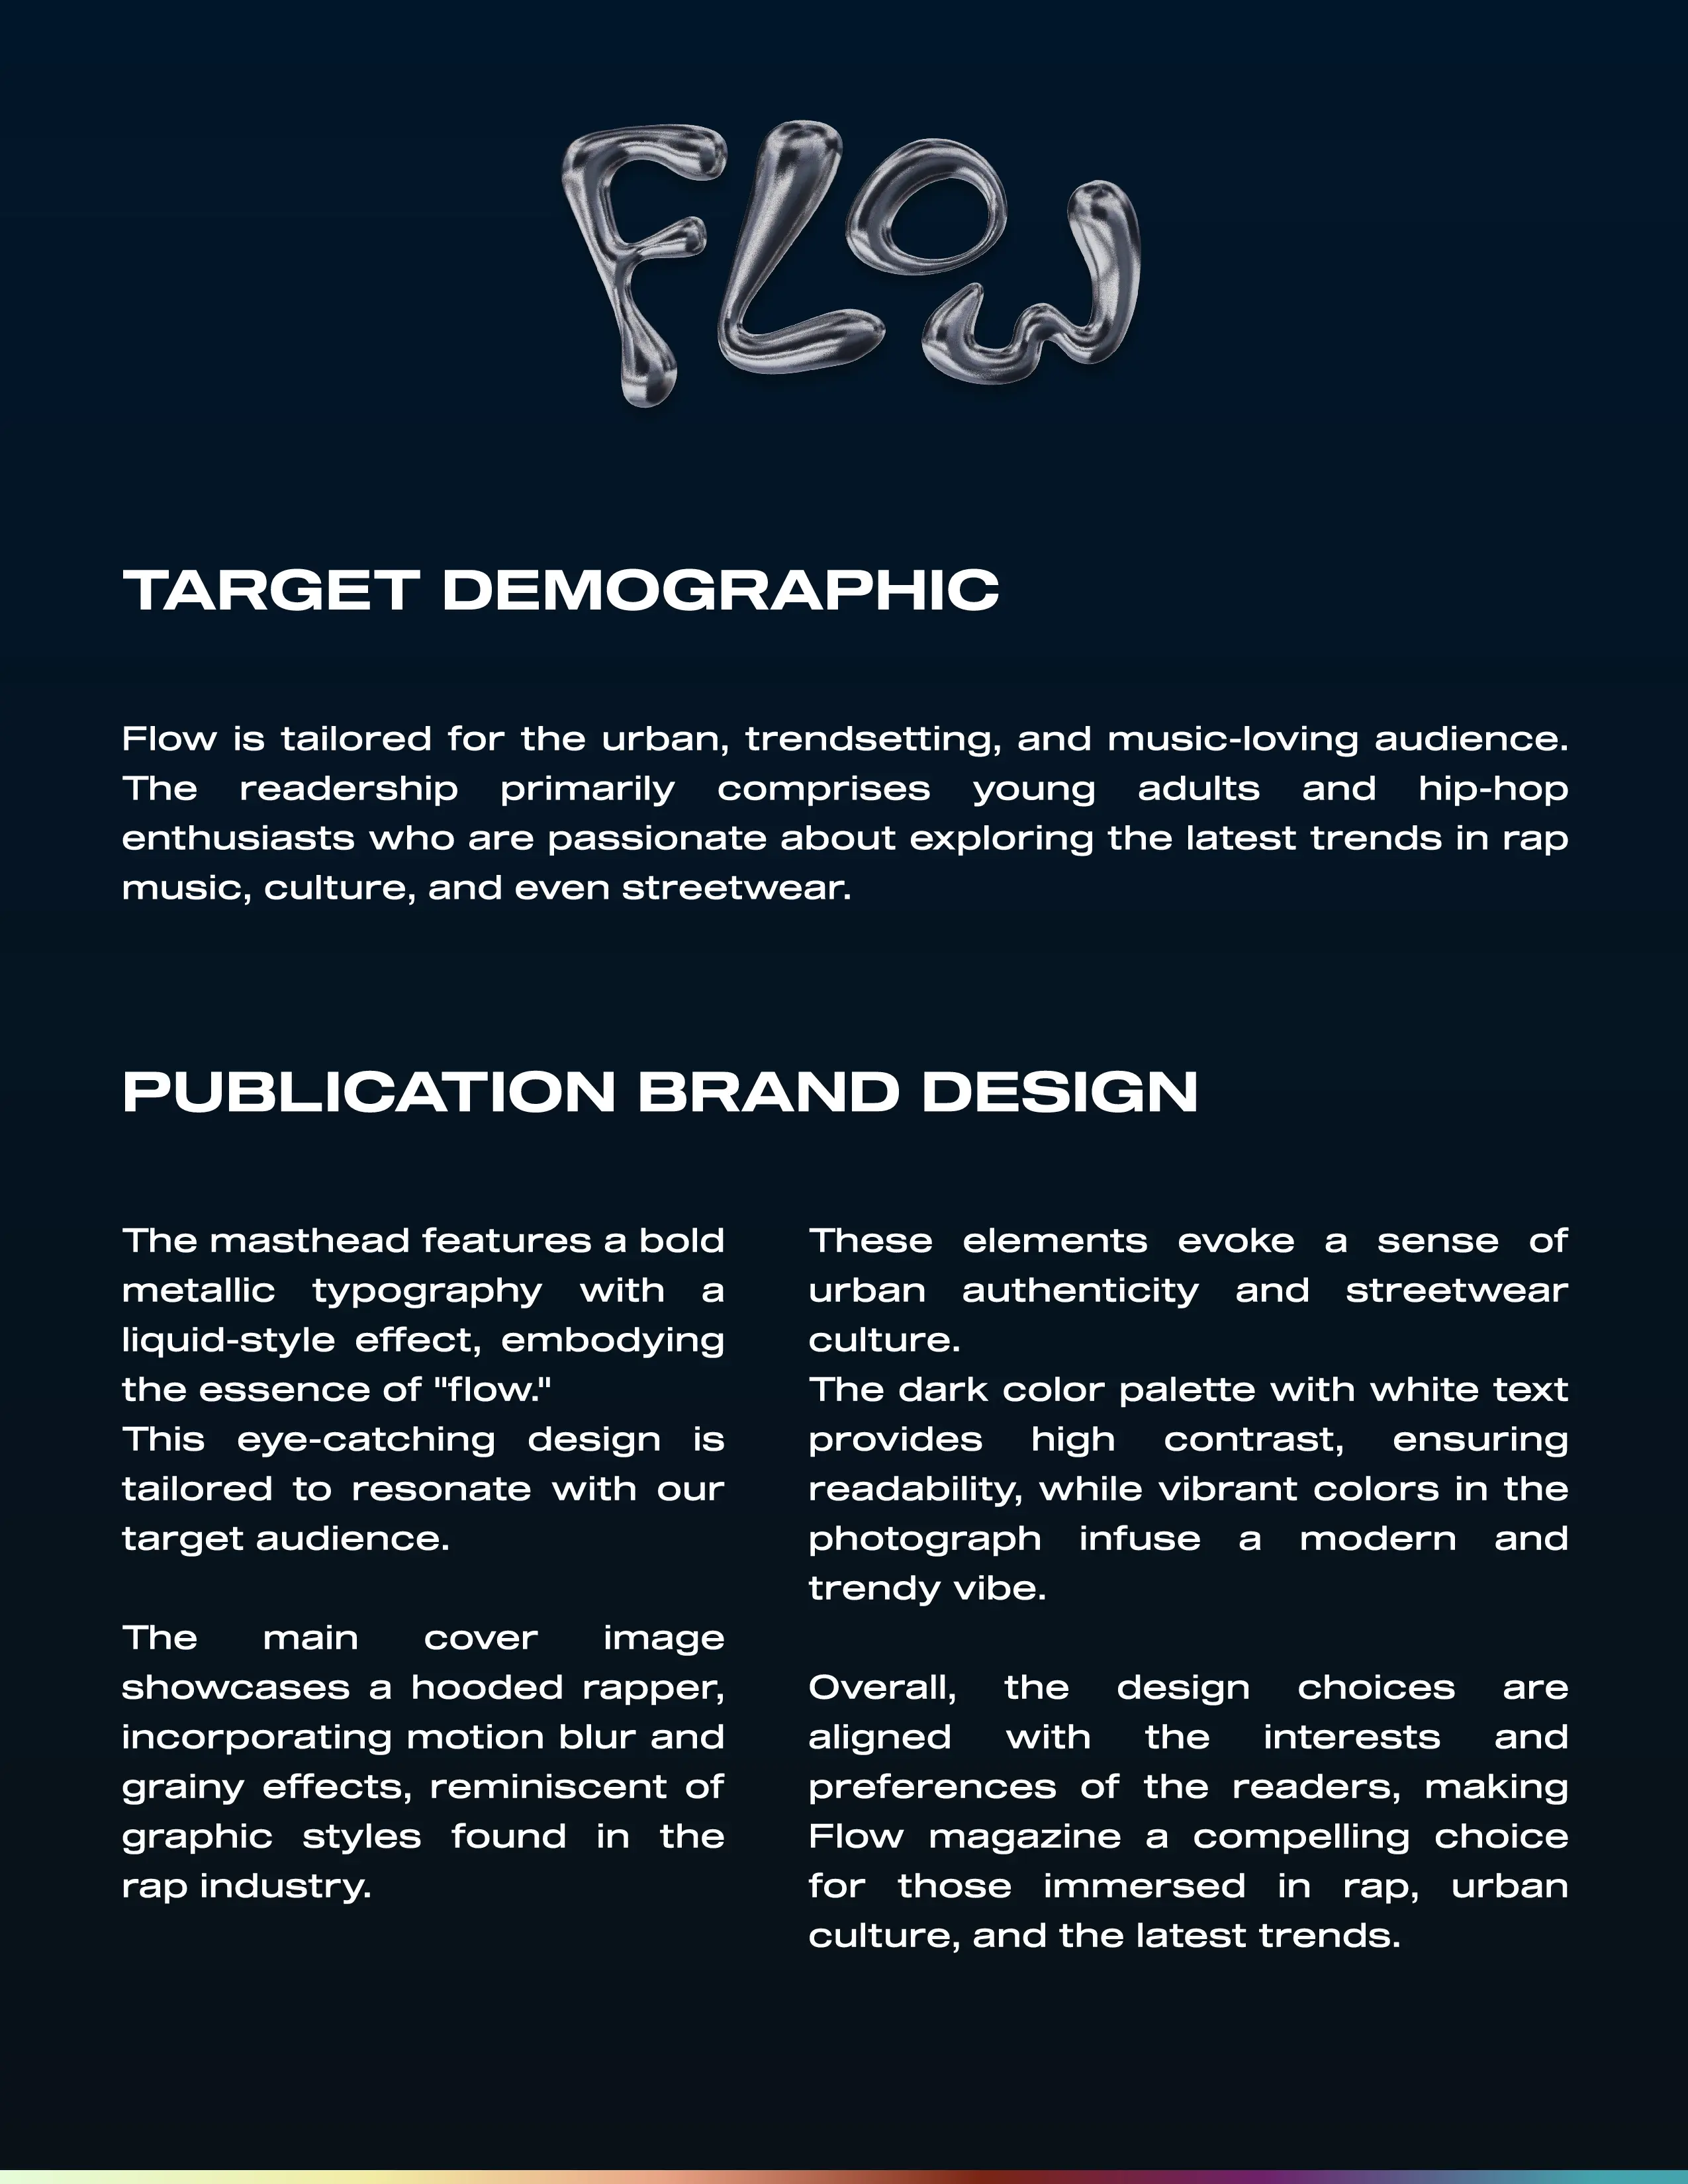 FLOW
TARGET DEMOGRAPHIC
Flow is tailored for the urban, trendsetting, and music-loving audience.
The readership primarily comprises young adults and hip-hop
enthusiasts who are passionate about exploring the latest trends in rap
music, culture, and even streetwear.
PUBLICATION BRAND DESIGN
The masthead features a bold
metallic typography with a
liquid-style effect, embodying
the essence of "flow."
This eye-catching design is
tailored to resonate with our
target audience.
The main cover image
showcases a hooded rapper,
incorporating motion blur and
grainy effects, reminiscent of
graphic styles found in the
rap industry.
These elements evoke a sense of
urban authenticity and streetwear
culture.
The dark color palette with white text
provides high contrast, ensuring
readability, while vibrant colors in the
photograph infuse a modern and
trendy vibe.
Overall, the design choices are
aligned with the interests and
preferences of the readers, making
Flow magazine a compelling choice
for those immersed in rap, urban
culture, and the latest trends.